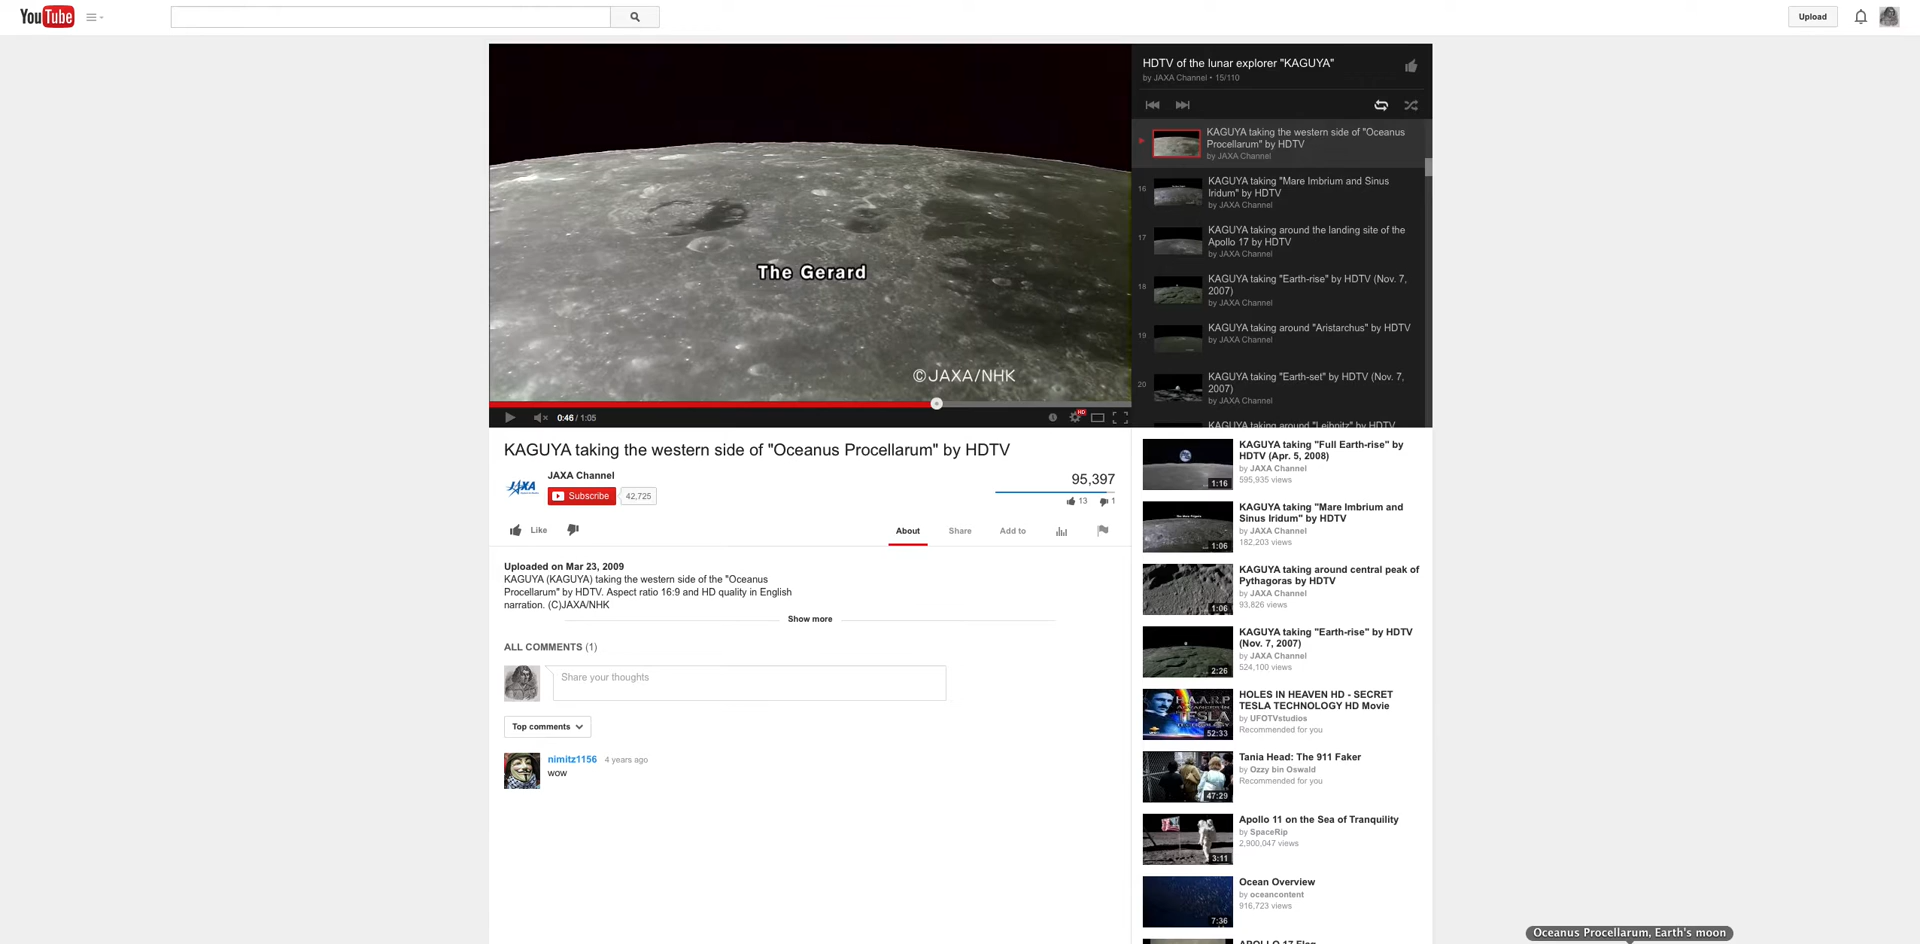 YouTube
Upload
The Gerard
©JAXA/NHK
0:46 / 1:05
HD
HDTV of the lunar explorer "KAGUYA"
by JAXA Channel • 15/110
KAGUYA taking the western side of "Oceanus
Procellarum" by HDTV
by JAXA Channel
16
KAGUYA taking "Mare Imbrium and Sinus
Iridum" by HDTV
by JAXA Channel
17
KAGUYA taking around the landing site of the
Apollo 17 by HDTV
by JAXA Channel
18
KAGUYA taking "Earth-rise" by HDTV (Nov. 7,
2007)
by JAXA Channel
19
KAGUYA taking around "Aristarchus" by HDTV
by JAXA Channel
20
KAGUYA taking "Earth-set" by HDTV (Nov. 7,
2007)
by JAXA Channel
KAGUYA taking around "Leibnitz" by HDTV
KAGUYA taking the western side of "Oceanus Procellarum" by HDTV
JAXA
JAXA Channel
Subscribe
42,725
95,397
13
1
Like
About
Share
Add to
Uploaded on Mar 23, 2009
KAGUYA (KAGUYA) taking the western side of the "Oceanus
Procellarum" by HDTV. Aspect ratio 16:9 and HD quality in English
narration. (C)JAXA/NHK
Show more
ALL COMMENTS (1)
Share your thoughts
Top comments
nimitz1156 4 years ago
wow
KAGUYA taking "Full Earth-rise" by
HDTV (Apr. 5, 2008)
by JAXA Channel
595,935 views
1:16
KAGUYA taking "Mare Imbrium and
Sinus Iridum" by HDTV
by JAXA Channel
182,203 views
1:06
KAGUYA taking around central peak of
Pythagoras by HDTV
by JAXA Channel
93,826 views
1:06
KAGUYA taking "Earth-rise" by HDTV
(Nov. 7, 2007)
by JAXA Channel
524,100 views
2:26
HOLES IN HEAVEN HD - SECRET
TESLA TECHNOLOGY HD Movie
by UFOTVstudios
Recommended for you
H.A.A.R.P
TESLA
52:33
Tania Head: The 911 Faker
by Ozzy bin Oswald
Recommended for you
47:29
Apollo 11 on the Sea of Tranquility
by SpaceRip
2,900,047 views
3:11
Ocean Overview
by oceancontent
916,723 views
7:36
Oceanus Procellarum, Earth's moon